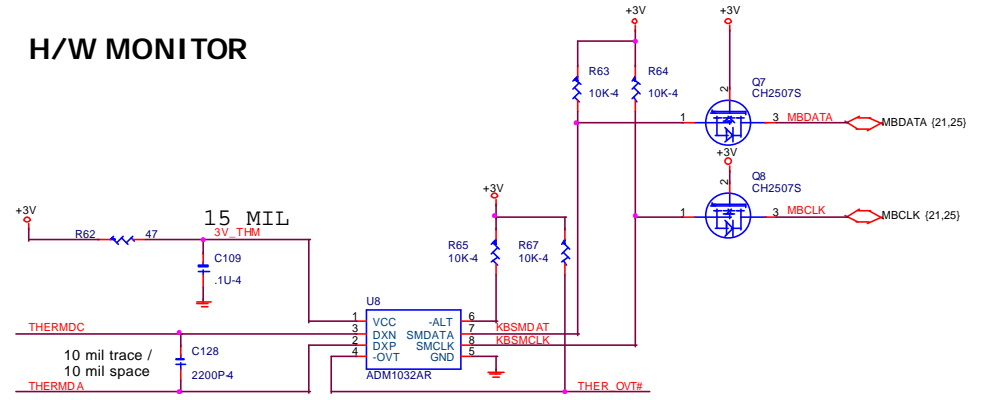 H/W MONITOR
+3V
+3V
R63
10K-4
R64
10K-4
2
Q7
CH2507S
1
3
MBDATA
MBDATA {21,25}
+3V
2
Q8
CH2507S
1
3
MBCLK
MBCLK {21,25}
+3V
+3V
15 MIL
R62
47
3V_THM
C109
.1U-4
R65
10K-4
R67
10K-4
U8
1
VCC
-ALT
6
3
DXN
SMDATA
7
KBSMDAT
2
DXP
SMCLK
8
KBSMCLK
4
-OVT
GND
5
ADM1032AR
THERMDC
10 mil trace /
10 mil space
C128
2200P-4
THERMDA
THER_OVT#